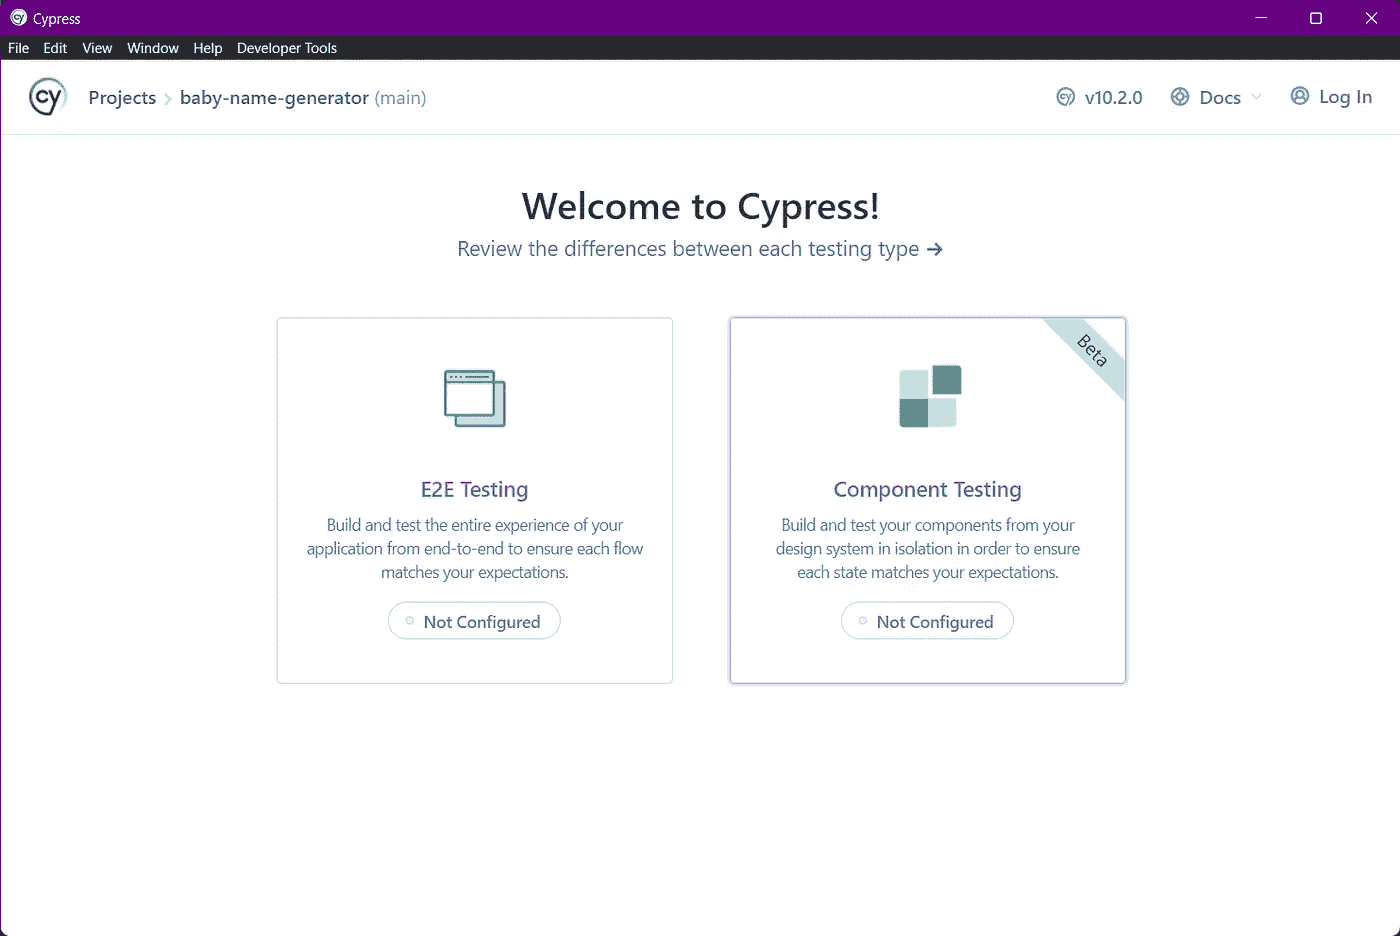 cy Cypress
File Edit View Window Help Developer Tools
cy Projects baby-name-generator (main) cy v10.2.0 Docs Log In
Welcome to Cypress!
Review the differences between each testing type →
Beta
E2E Testing
Build and test the entire experience of your
application from end-to-end to ensure each flow
matches your expectations.
Not Configured
Component Testing
Build and test your components from your
design system in isolation in order to ensure
each state matches your expectations.
Not Configured